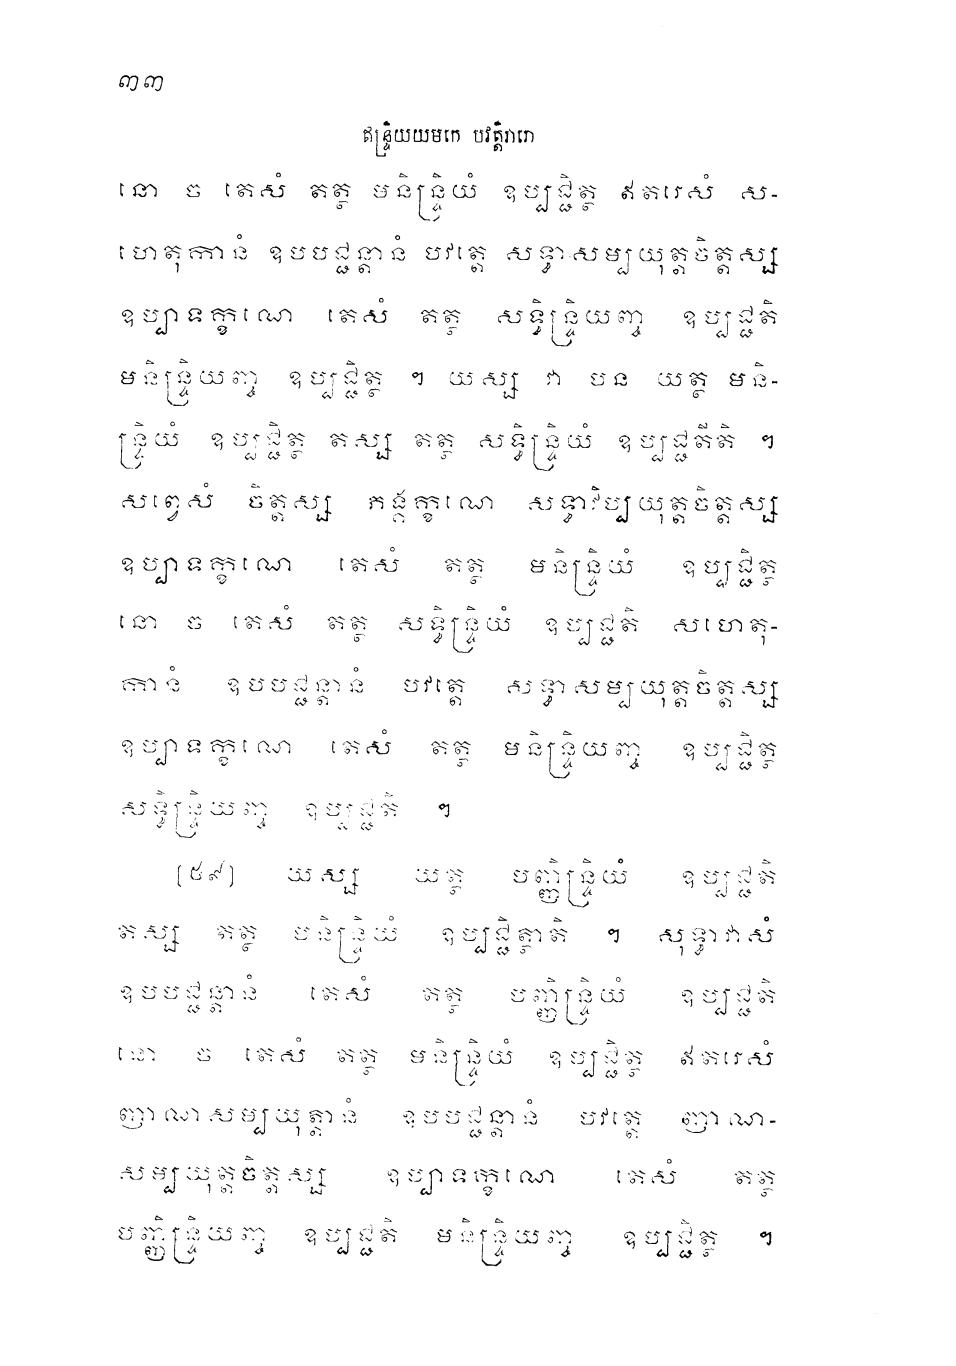 ៣៣
ឥន្ទ្រិយយមកេ បវត្តិវារោ
នោ ច តេសំ តត្ថ មនិន្ទ្រិយំ ឧប្បជ្ជិត្ថ ឥតរេសំ ស-
ហេតុកានំ ឧបបជ្ជន្តានំ បវត្តេ សទ្ធាសម្បយុត្តចិត្តស្ស
ឧប្បាទក្ខណេ តេសំ តត្ថ សទ្ធិន្ទ្រិយញ្ច ឧប្បជ្ជតិ
មនិន្ទ្រិយញ្ច ឧប្បជ្ជិត្ថ ។ យស្ស វា បន យត្ថ មនិ-
ន្ទ្រិយំ ឧប្បជ្ជិត្ថ តស្ស តត្ថ សទ្ធិន្ទ្រិយំ ឧប្បជ្ជតីតិ ។
សព្វេសំ ចិត្តស្ស ភង្គក្ខណេ សទ្ធាវិប្បយុត្តចិត្តស្ស
ឧប្បាទក្ខណេ តេសំ តត្ថ មនិន្ទ្រិយំ ឧប្បជ្ជិត្ថ
នោ ច តេសំ តត្ថ សទ្ធិន្ទ្រិយំ ឧប្បជ្ជតិ សហេតុ-
កានំ ឧបបជ្ជន្តានំ បវត្តេ សទ្ធាសម្បយុត្តចិត្តស្ស
ឧប្បាទក្ខណេ តេសំ តត្ថ មនិន្ទ្រិយញ្ច ឧប្បជ្ជិត្ថ
សទ្ធិន្ទ្រិយញ្ច ឧប្បជ្ជតិ ។
[៥៩] យស្ស យត្ថ បញ្ញិន្ទ្រិយំ ឧប្បជ្ជតិ
តស្ស តត្ថ មនិន្ទ្រិយំ ឧប្បជ្ជិត្ថាតិ ។ សុទ្ធាវាសំ
ឧបបជ្ជន្តានំ តេសំ តត្ថ បញ្ញិន្ទ្រិយំ ឧប្បជ្ជតិ
នោ ច តេសំ តត្ថ មនិន្ទ្រិយំ ឧប្បជ្ជិត្ថ ឥតរេសំ
ញាណសម្បយុត្តានំ ឧបបជ្ជន្តានំ បវត្តេ ញាណ-
សម្បយុត្តចិត្តស្ស ឧប្បាទក្ខណេ តេសំ តត្ថ
បញ្ញិន្ទ្រិយញ្ច ឧប្បជ្ជតិ មនិន្ទ្រិយញ្ច ឧប្បជ្ជិត្ថ ។